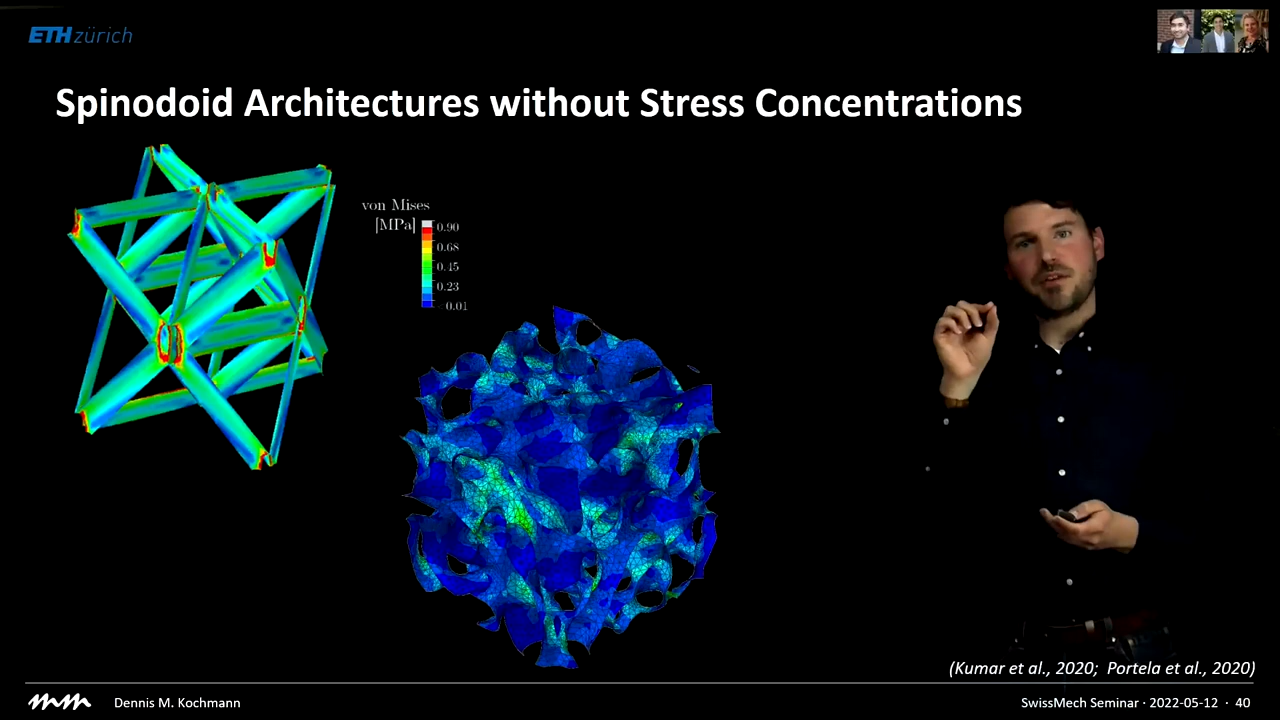 ETH zürich
Spinodoid Architectures without Stress Concentrations
von Mises
[MPa]
0.90
0.68
0.45
0.23
0.01
(Kumar et al., 2020; Portela et al., 2020)
Dennis M. Kochmann
SwissMech Seminar · 2022-05-12 · 40